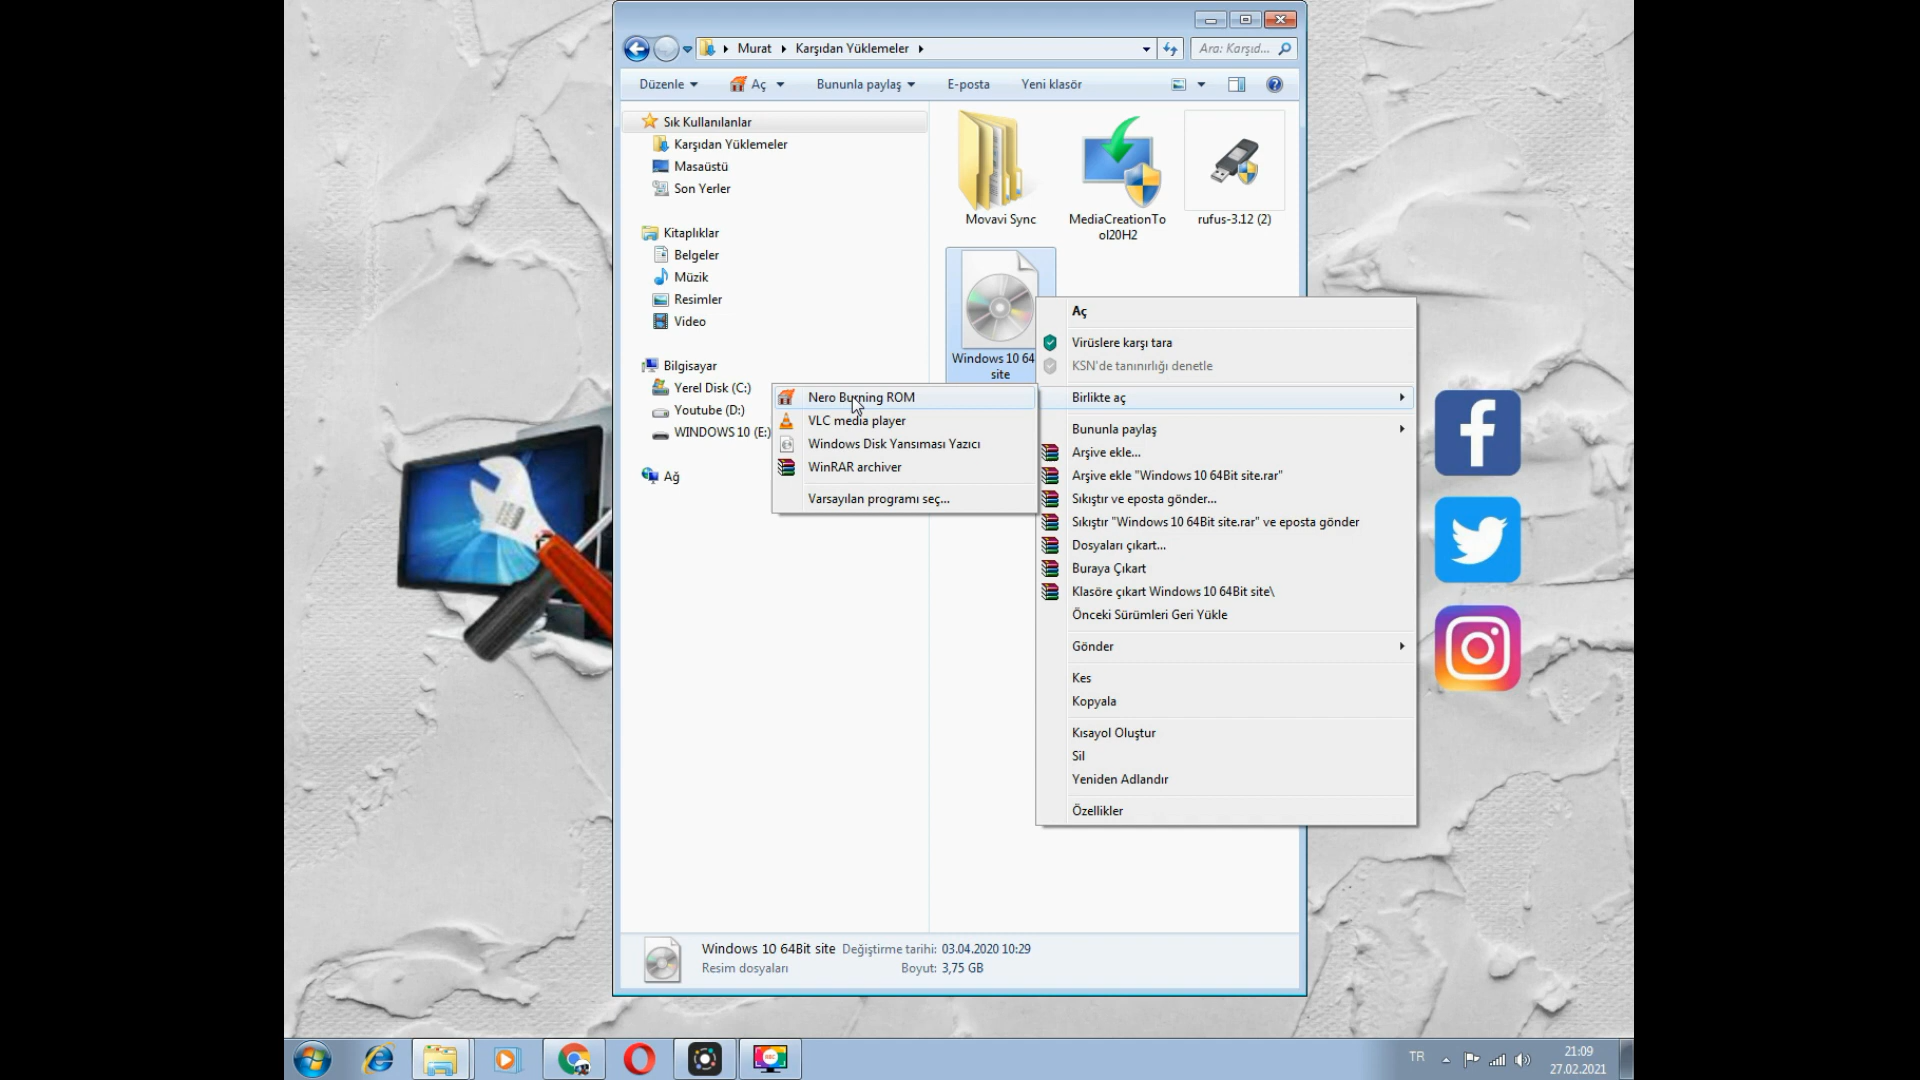 Murat
Karşıdan Yüklemeler
Ara: Karşıd...
Düzenle
Aç
Bununla paylaş
E-posta
Yeni klasör
Sık Kullanılanlar
Karşıdan Yüklemeler
Masaüstü
Son Yerler
Kitaplıklar
Belgeler
Müzik
Resimler
Video
Bilgisayar
Yerel Disk (C:)
Youtube (D:)
WINDOWS 10 (E:)
Ağ
Movavi Sync
MediaCreationTo
ol20H2
rufus-3.12 (2)
Windows 10 64
site
Nero Burning ROM
VLC media player
Windows Disk Yansıması Yazıcı
WinRAR archiver
Varsayılan programı seç...
Aç
Virüslere karşı tara
KSN'de tanınırlığı denetle
Birlikte aç
Bununla paylaş
Arşive ekle...
Arşive ekle "Windows 10 64Bit site.rar"
Sıkıştır ve eposta gönder...
Sıkıştır "Windows 10 64Bit site.rar" ve eposta gönder
Dosyaları çıkart...
Buraya Çıkart
Klasöre çıkart Windows 10 64Bit site\
Önceki Sürümleri Geri Yükle
Gönder
Kes
Kopyala
Kısayol Oluştur
Sil
Yeniden Adlandır
Özellikler
Windows 10 64Bit site Değiştirme tarihi: 03.04.2020 10:29
Resim dosyaları Boyut: 3,75 GB
TR
21:09
27.02.2021